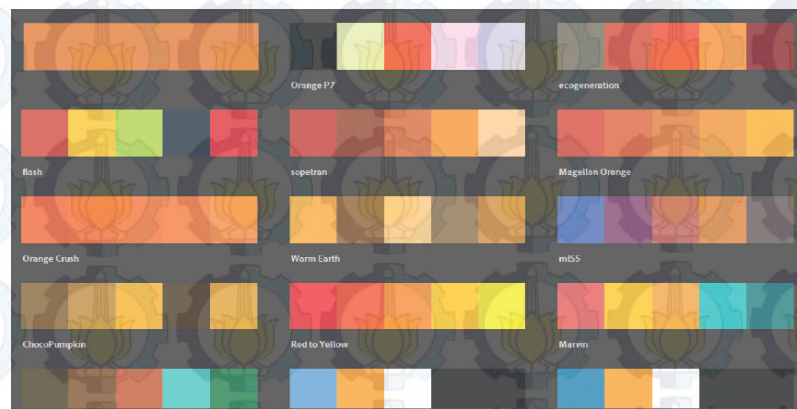 Orange P7
ecogeneration
flash
sopetran
Magellan Orange
Orange Crush
Warm Earth
mISS
ChocoPumpkin
Red to Yellow
Marvin